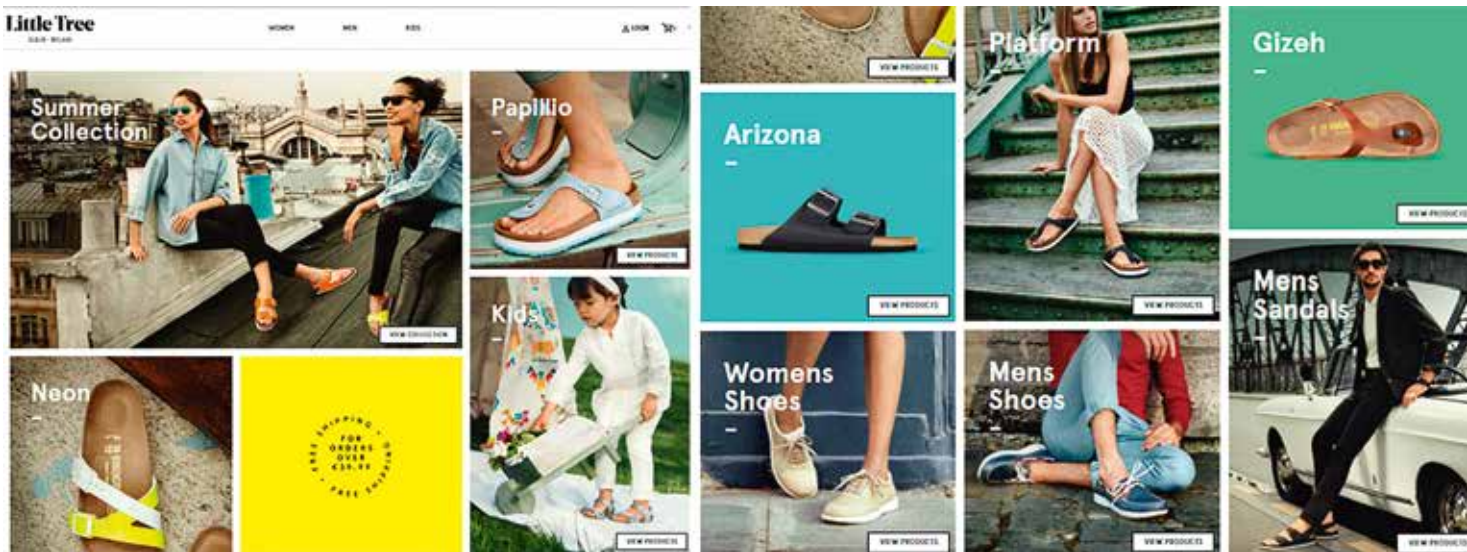 Little Tree
WOMEN
MEN
KIDS
LOGIN
Summer
Collection
VIEW COLLECTION
Papillio
VIEW PRODUCTS
Neon
FREE SHIPPING • FREE SHIPPING •
FOR
ORDERS
OVER
Kids
VIEW PRODUCTS
VIEW PRODUCTS
Arizona
VIEW PRODUCTS
Womens
Shoes
VIEW PRODUCTS
Platform
VIEW PRODUCTS
Mens
Shoes
VIEW PRODUCTS
Gizeh
VIEW PRODUCTS
Mens
Sandals
VIEW PRODUCTS